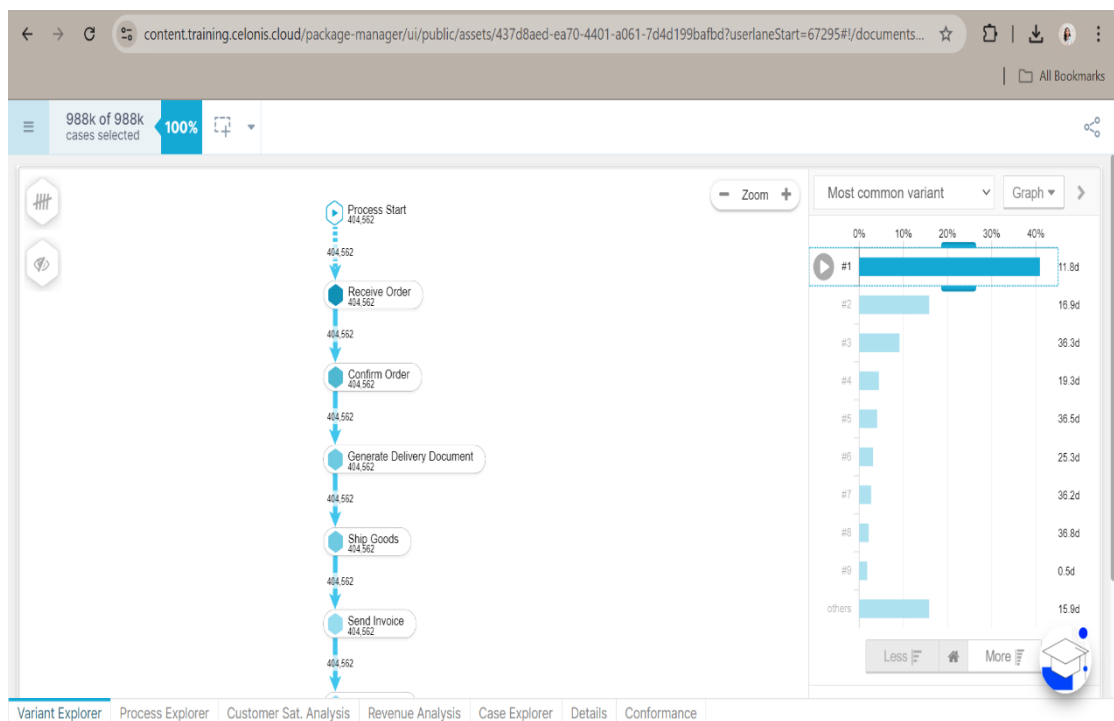 content.training.celonis.cloud/package-manager/ui/public/assets/437d8aed-ea70-4401-a061-7d4d199bafbd?userlaneStart=67295#!/documents...
All Bookmarks
988k of 988k
cases selected
100%
Process Start
404,562
404,562
Receive Order
404,562
404,562
Confirm Order
404,562
404,562
Generate Delivery Document
404,562
404,562
Ship Goods
404,562
404,562
Send Invoice
404,562
404,562
− Zoom +
Most common variant
Graph
0% 10% 20% 30% 40%
#1 11.8d
#2 16.9d
#3 36.3d
#4 19.3d
#5 36.5d
#6 25.3d
#7 36.2d
#8 36.8d
#9 0.5d
others 15.9d
Less More
Variant Explorer Process Explorer Customer Sat. Analysis Revenue Analysis Case Explorer Details Conformance